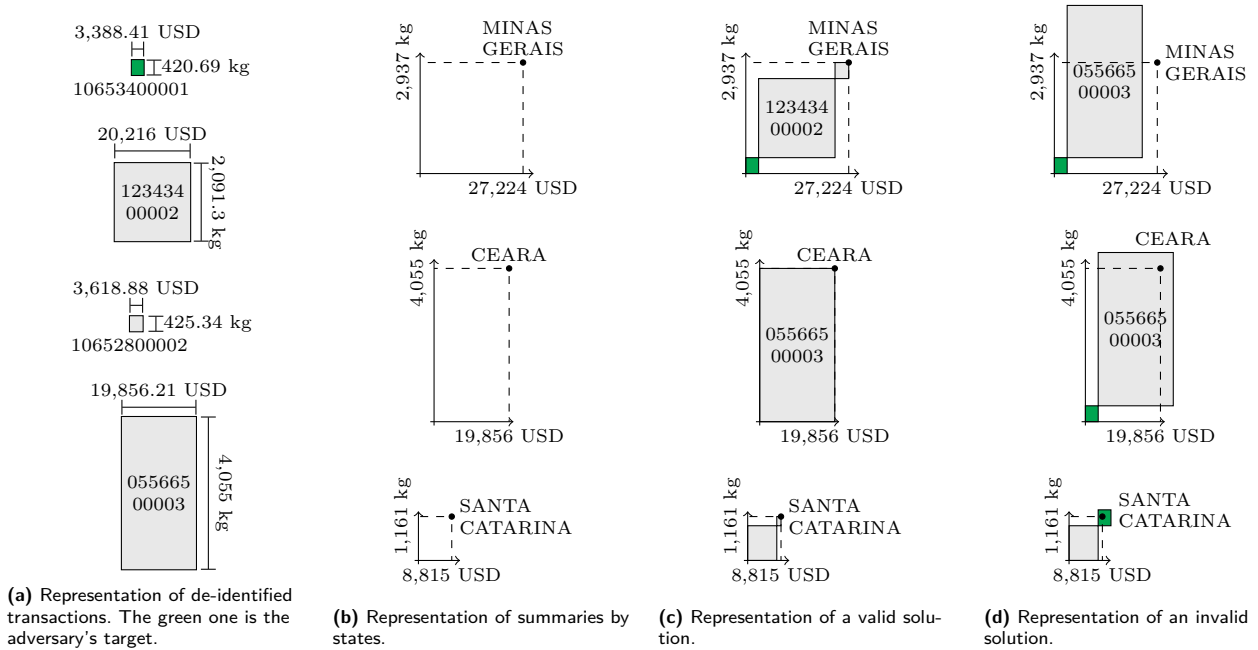 3,388.41 USD
420.69 kg
10653400001
20,216 USD
2,091.3 kg
123434
00002
3,618.88 USD
425.34 kg
10652800002
19,856.21 USD
4,055 kg
055665
00003
(a) Representation of de-identified
transactions. The green one is the
adversary's target.
MINAS
GERAIS
2,937 kg
27,224 USD
CEARA
4,055 kg
19,856 USD
SANTA
CATARINA
1,161 kg
8,815 USD
(b) Representation of summaries by
states.
MINAS
GERAIS
2,937 kg
123434
00002
27,224 USD
CEARA
4,055 kg
055665
00003
19,856 USD
SANTA
CATARINA
1,161 kg
8,815 USD
(c) Representation of a valid solu-
tion.
MINAS
GERAIS
2,937 kg
055665
00003
27,224 USD
CEARA
4,055 kg
055665
00003
19,856 USD
SANTA
CATARINA
1,161 kg
8,815 USD
(d) Representation of an invalid
solution.